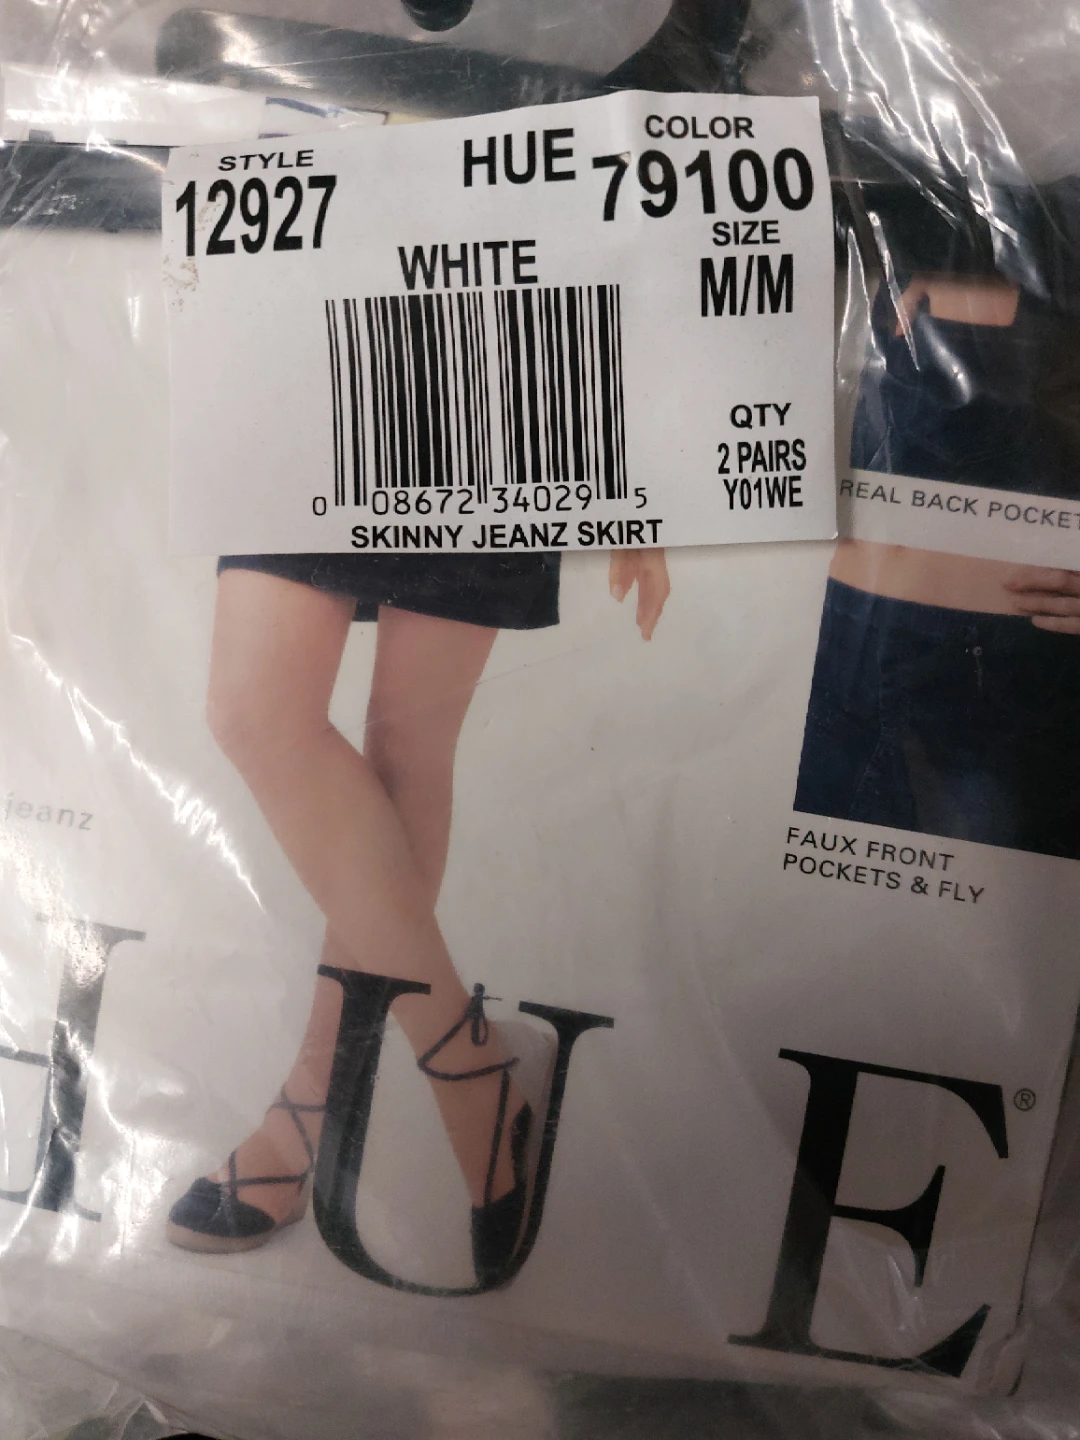 STYLE
12927
HUE
COLOR
79100
SIZE
M/M
WHITE
0 08672 34029 5
SKINNY JEANZ SKIRT
QTY
2 PAIRS
Y01WE
REAL BACK POCKET
FAUX FRONT
POCKETS & FLY
jeanz
HUE®